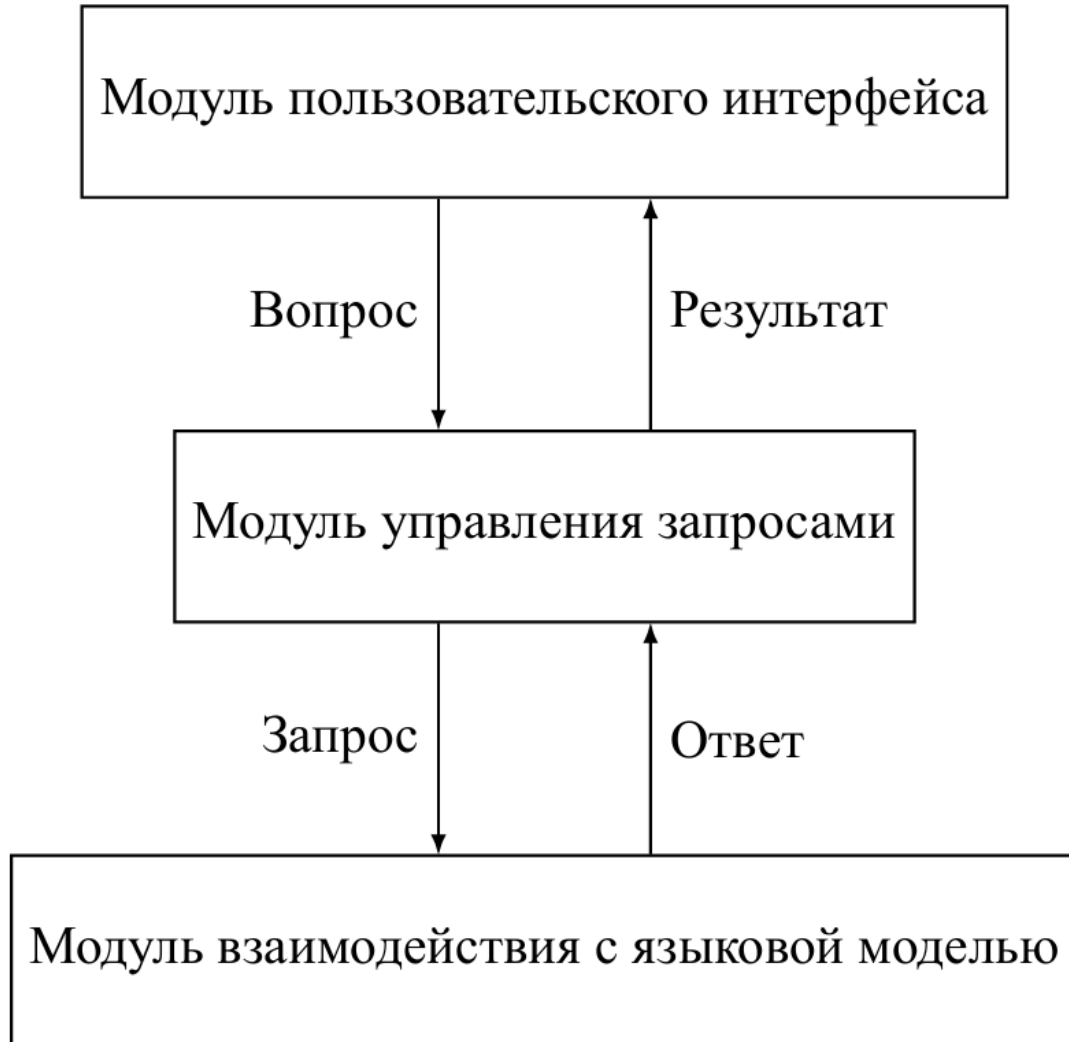 Модуль пользовательского интерфейса
Вопрос
Результат
Модуль управления запросами
Запрос
Ответ
Модуль взаимодействия с языковой моделью